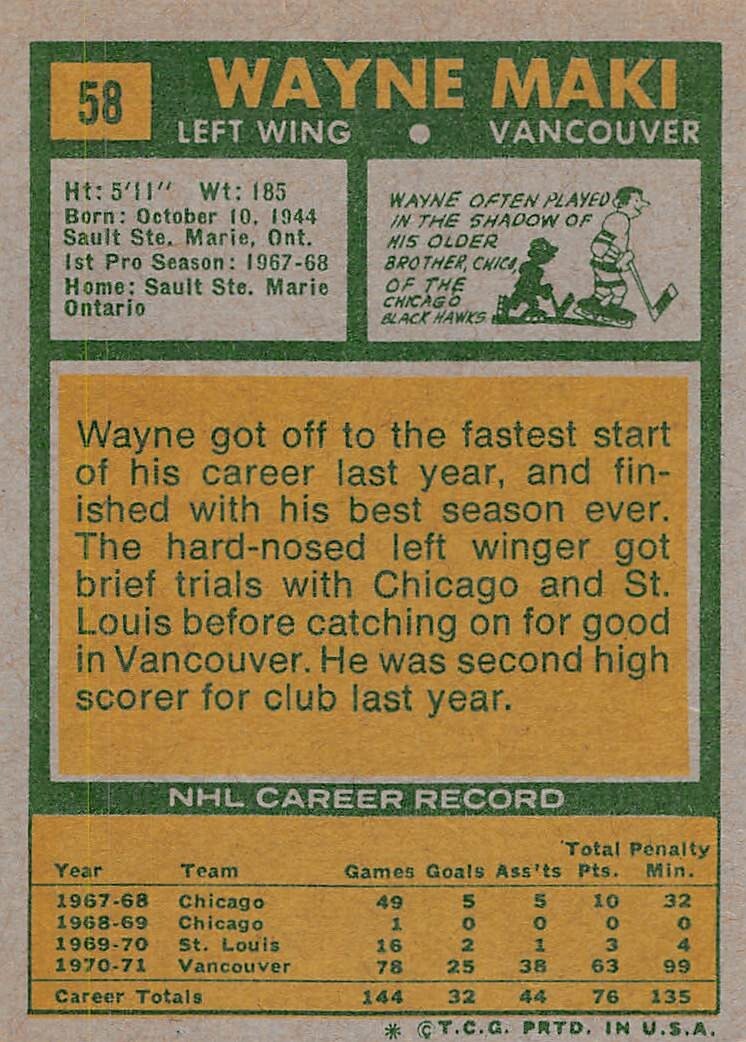 58
WAYNE MAKI
LEFT WING ● VANCOUVER
Ht: 5'11" Wt: 185
Born: October 10, 1944
Sault Ste. Marie, Ont.
1st Pro Season: 1967-68
Home: Sault Ste. Marie
Ontario
WAYNE OFTEN PLAYED
IN THE SHADOW OF
HIS OLDER
BROTHER, CHICO,
OF THE
CHICAGO
BLACK HAWKS
Wayne got off to the fastest start
of his career last year, and fin-
ished with his best season ever.
The hard-nosed left winger got
brief trials with Chicago and St.
Louis before catching on for good
in Vancouver. He was second high
scorer for club last year.
NHL CAREER RECORD
Total Penalty
Year Team Games Goals Ass'ts Pts. Min.
1967-68 Chicago 49 5 5 10 32
1968-69 Chicago 1 0 0 0 0
1969-70 St. Louis 16 2 1 3 4
1970-71 Vancouver 78 25 38 63 99
Career Totals 144 32 44 76 135
* © T.C.G. PRTD. IN U.S.A.